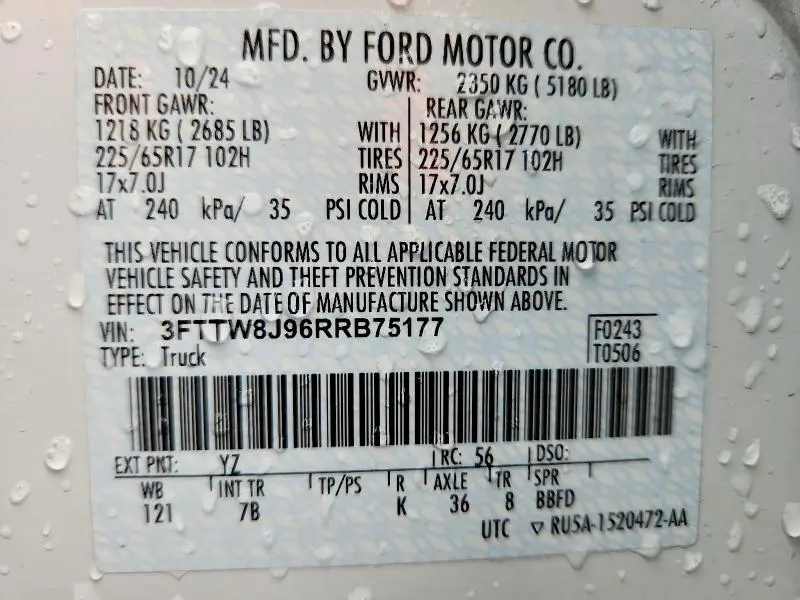 MFD. BY FORD MOTOR CO.
DATE: 10/24 GVWR: 2350 KG ( 5180 LB)
FRONT GAWR: REAR GAWR:
1218 KG ( 2685 LB) WITH 1256 KG ( 2770 LB) WITH
225/65R17 102H TIRES 225/65R17 102H TIRES
17x7.0J RIMS 17x7.0J RIMS
AT 240 kPa/ 35 PSI COLD AT 240 kPa/ 35 PSI COLD
THIS VEHICLE CONFORMS TO ALL APPLICABLE FEDERAL MOTOR
VEHICLE SAFETY AND THEFT PREVENTION STANDARDS IN
EFFECT ON THE DATE OF MANUFACTURE SHOWN ABOVE.
VIN: 3FTTW8J96RRB75177 F0243
TYPE: Truck T0506
EXT PNT: YZ RC: 56 DSO:
WB INT TR TP/PS R AXLE TR SPR
121 7B K 36 8 BBFD
UTC ▽ RU5A-1520472-AA